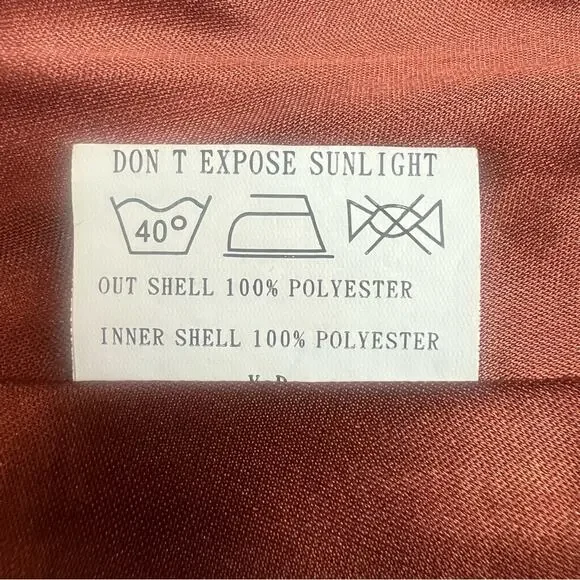 DON T EXPOSE SUNLIGHT
40°
OUT SHELL 100% POLYESTER
INNER SHELL 100% POLYESTER